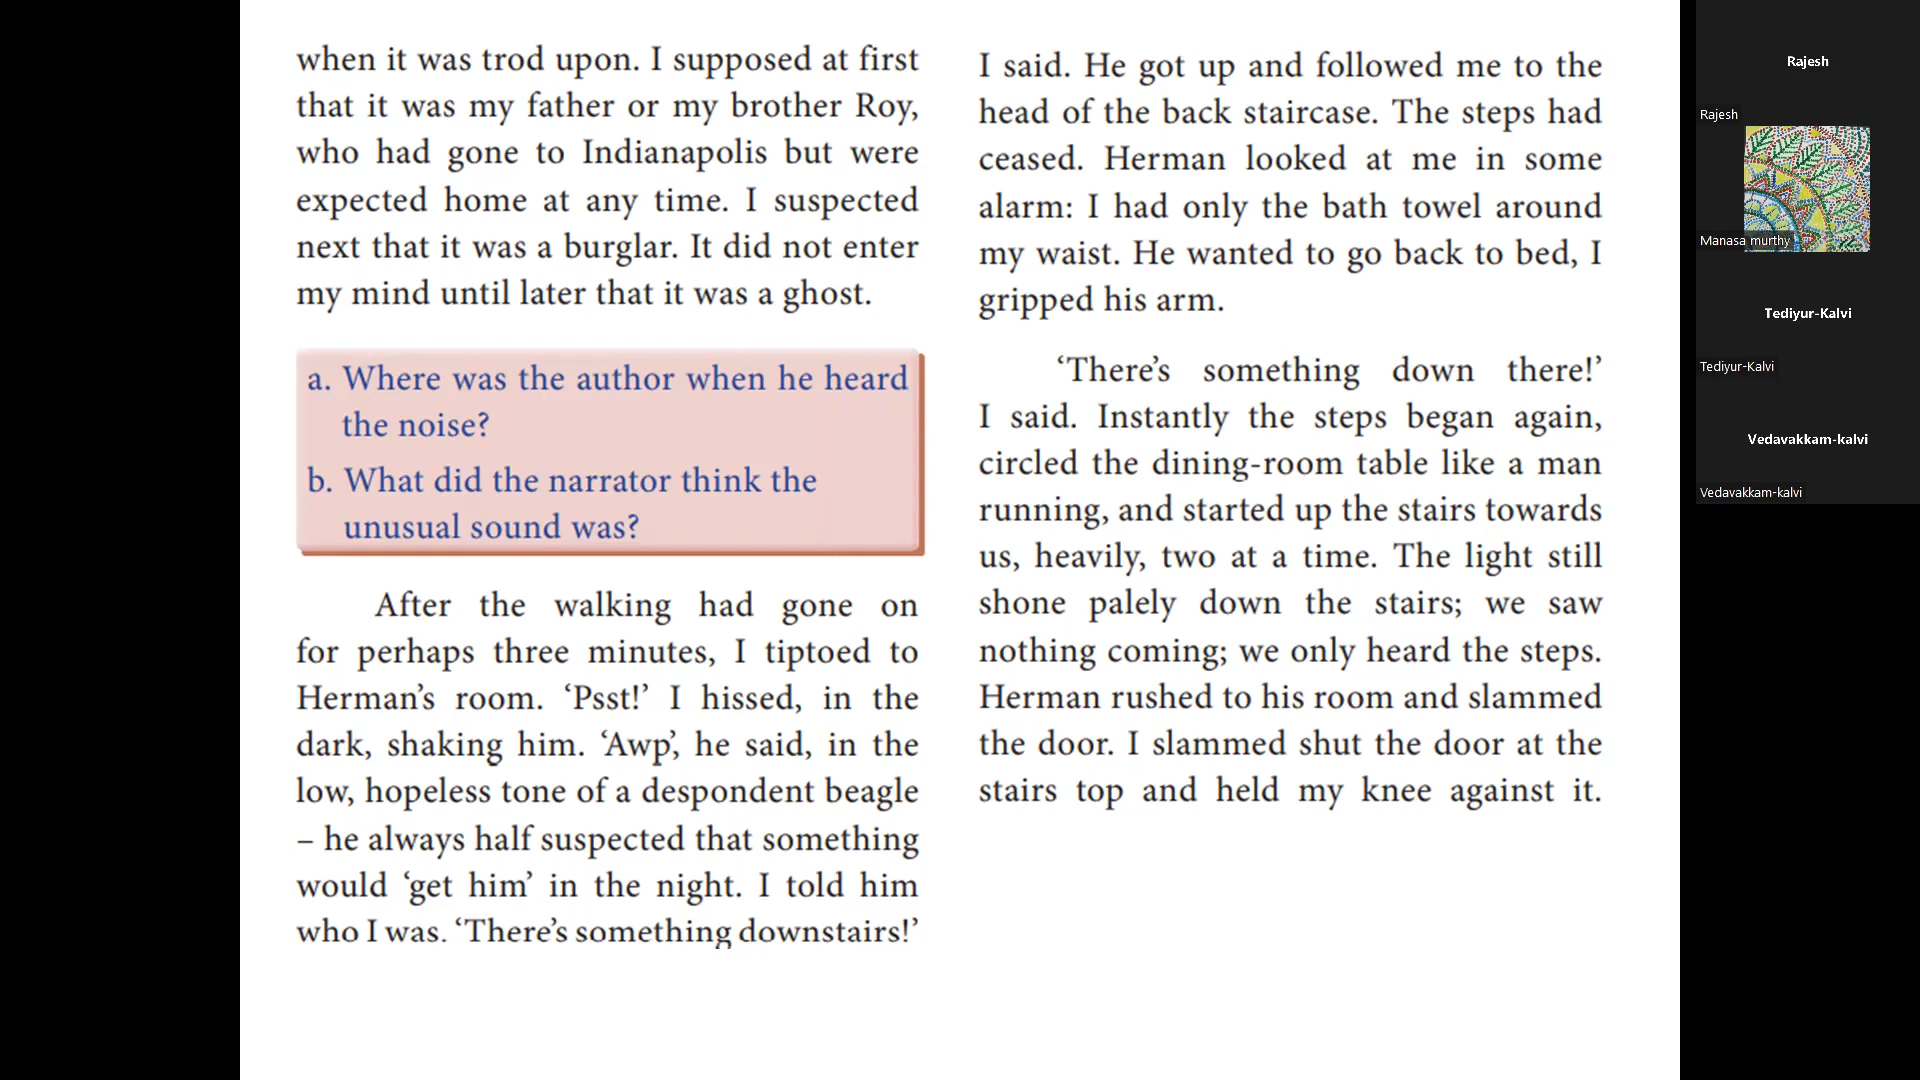 when it was trod upon. I supposed at first
that it was my father or my brother Roy,
who had gone to Indianapolis but were
expected home at any time. I suspected
next that it was a burglar. It did not enter
my mind until later that it was a ghost.
a. Where was the author when he heard
the noise?
b. What did the narrator think the
unusual sound was?
After the walking had gone on
for perhaps three minutes, I tiptoed to
Herman’s room. ‘Psst!’ I hissed, in the
dark, shaking him. ‘Awp’, he said, in the
low, hopeless tone of a despondent beagle
– he always half suspected that something
would ‘get him’ in the night. I told him
who I was. ‘There’s something downstairs!’
I said. He got up and followed me to the
head of the back staircase. The steps had
ceased. Herman looked at me in some
alarm: I had only the bath towel around
my waist. He wanted to go back to bed, I
gripped his arm.
‘There’s something down there!’
I said. Instantly the steps began again,
circled the dining-room table like a man
running, and started up the stairs towards
us, heavily, two at a time. The light still
shone palely down the stairs; we saw
nothing coming; we only heard the steps.
Herman rushed to his room and slammed
the door. I slammed shut the door at the
stairs top and held my knee against it.
Rajesh
Rajesh
Manasa murthy
Tediyur-Kalvi
Tediyur-Kalvi
Vedavakkam-kalvi
Vedavakkam-kalvi